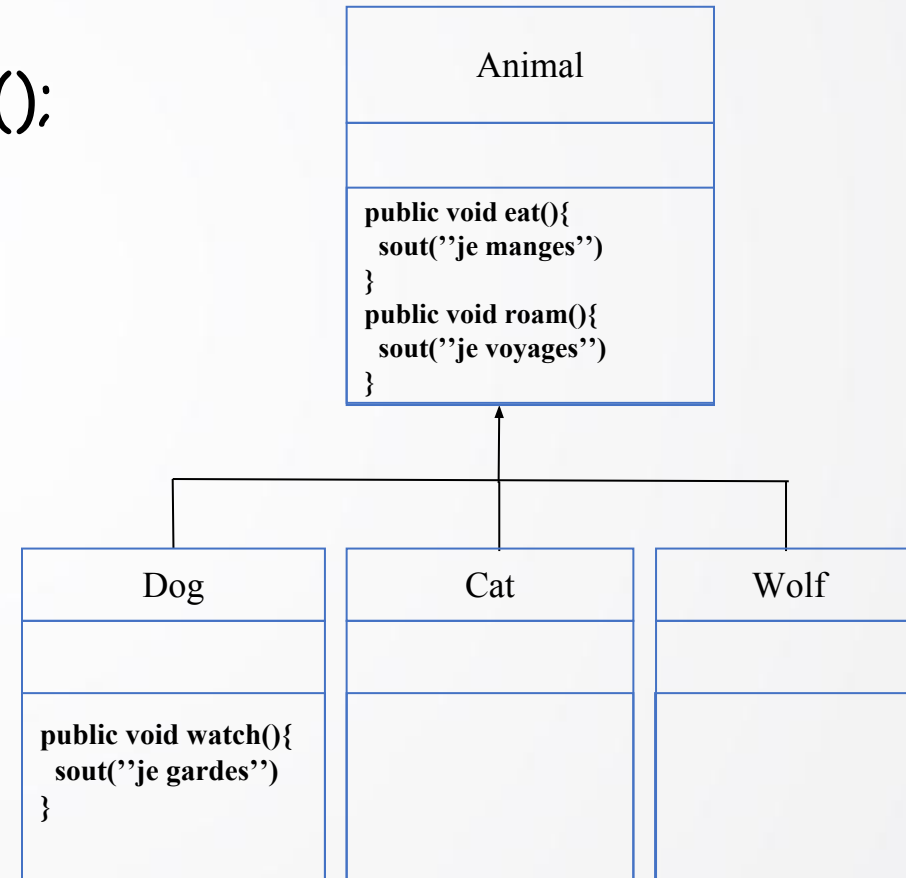 ();
Animal
public void eat(){
sout(’’je manges’’)
}
public void roam(){
sout(’’je voyages’’)
}
Dog
Cat
Wolf
public void watch(){
sout(’’je gardes’’)
}